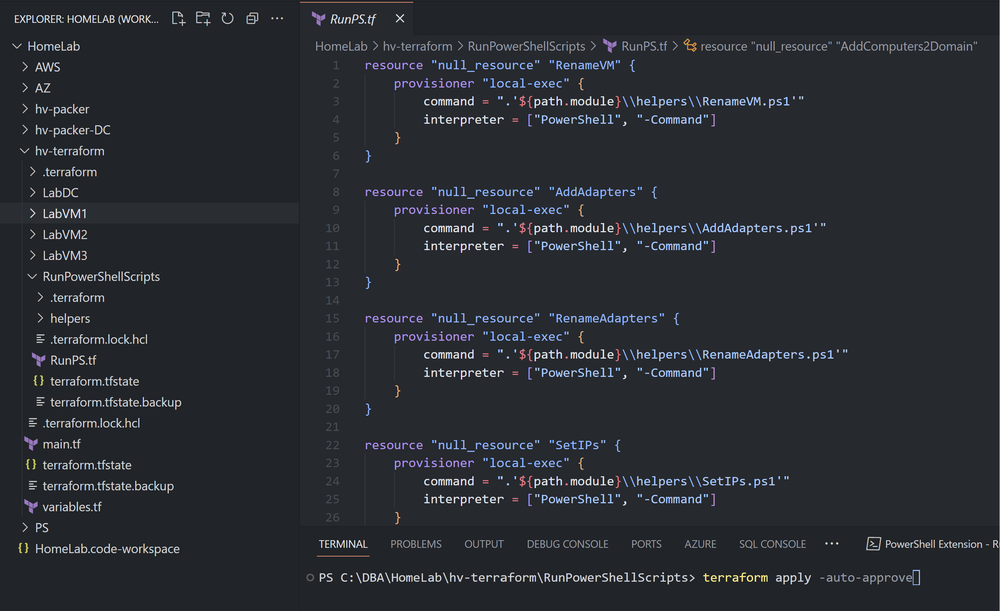 EXPLORER: HOMELAB (WORK...
HomeLab
AWS
AZ
hv-packer
hv-packer-DC
hv-terraform
.terraform
LabDC
LabVM1
LabVM2
LabVM3
RunPowerShellScripts
.terraform
helpers
.terraform.lock.hcl
RunPS.tf
terraform.tfstate
terraform.tfstate.backup
.terraform.lock.hcl
main.tf
terraform.tfstate
terraform.tfstate.backup
variables.tf
PS
HomeLab.code-workspace
RunPS.tf
HomeLab > hv-terraform > RunPowerShellScripts > RunPS.tf > resource "null_resource" "AddComputers2Domain"
1 resource "null_resource" "RenameVM" {
2 provisioner "local-exec" {
3 command = ".'${path.module}\\helpers\\RenameVM.ps1'"
4 interpreter = ["PowerShell", "-Command"]
5 }
6 }
7
8 resource "null_resource" "AddAdapters" {
9 provisioner "local-exec" {
10 command = ".'${path.module}\\helpers\\AddAdapters.ps1'"
11 interpreter = ["PowerShell", "-Command"]
12 }
13 }
14
15 resource "null_resource" "RenameAdapters" {
16 provisioner "local-exec" {
17 command = ".'${path.module}\\helpers\\RenameAdapters.ps1'"
18 interpreter = ["PowerShell", "-Command"]
19 }
20 }
21
22 resource "null_resource" "SetIPs" {
23 provisioner "local-exec" {
24 command = ".'${path.module}\\helpers\\SetIPs.ps1'"
25 interpreter = ["PowerShell", "-Command"]
26 }
TERMINAL PROBLEMS OUTPUT DEBUG CONSOLE PORTS AZURE SQL CONSOLE ... PowerShell Extension - R
PS C:\DBA\HomeLab\hv-terraform\RunPowerShellScripts> terraform apply -auto-approve